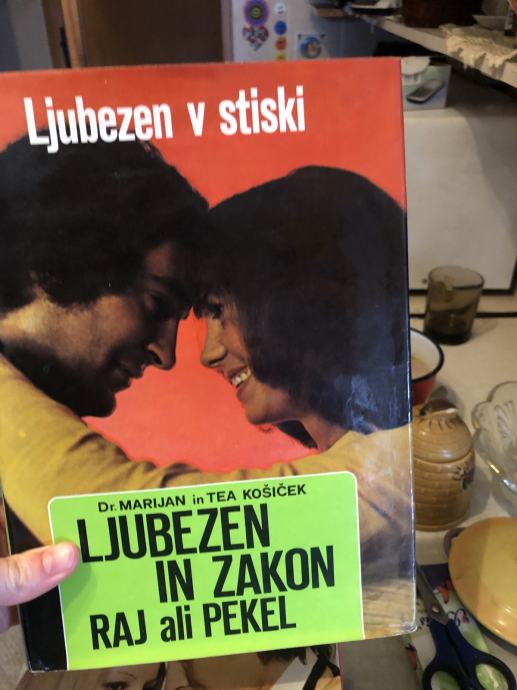 Ljubezen v stiski
Dr. MARIJAN in TEA KOŠIČEK
LJUBEZEN
IN ZAKON
RAJ ali PEKEL